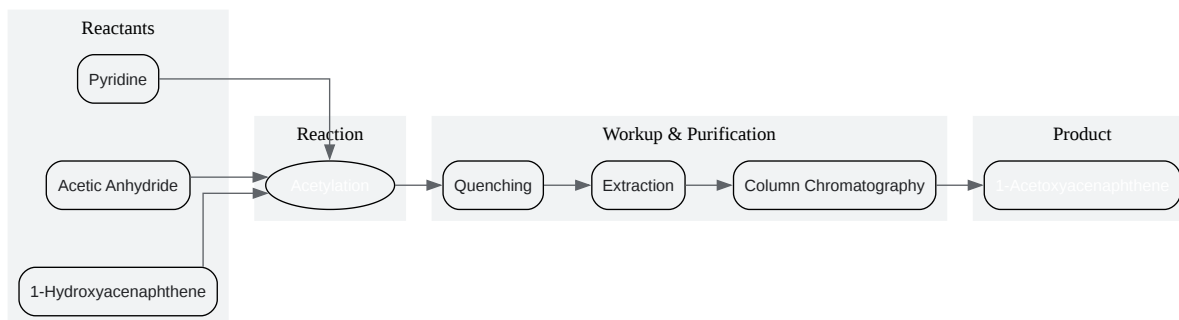 Reactants
Pyridine
Acetic Anhydride
1-Hydroxyacenaphthene
Reaction
Acetylation
Workup & Purification
Quenching
Extraction
Column Chromatography
Product
1-Acetoxyacenaphthene